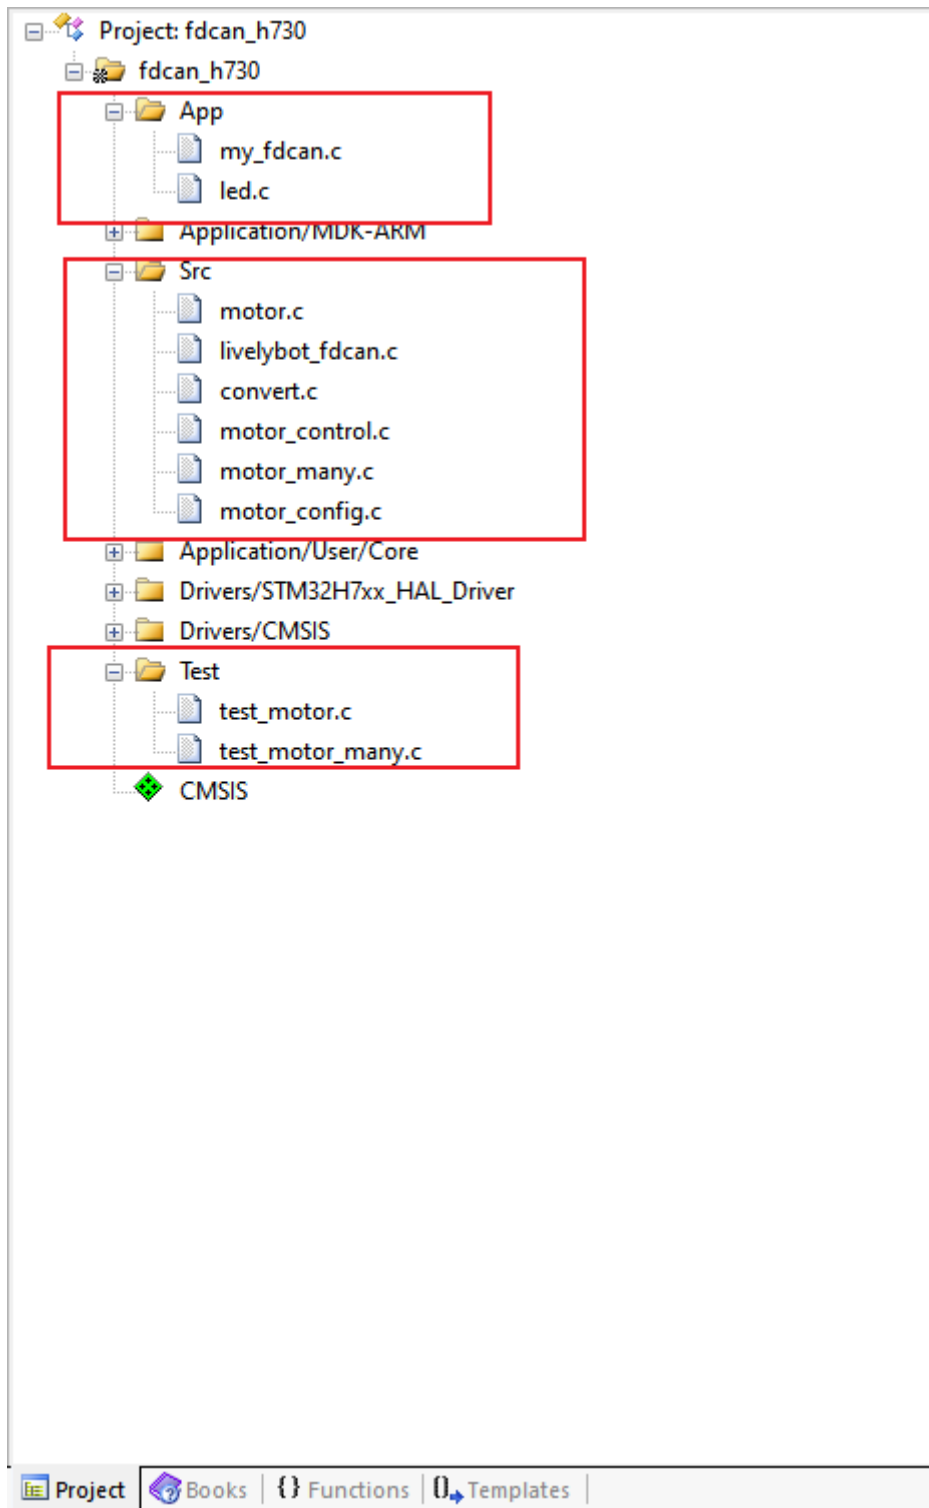 Project: fdcan_h730
fdcan_h730
App
my_fdcan.c
led.c
Application/MDK-ARM
Src
motor.c
livelybot_fdcan.c
convert.c
motor_control.c
motor_many.c
motor_config.c
Application/User/Core
Drivers/STM32H7xx_HAL_Driver
Drivers/CMSIS
Test
test_motor.c
test_motor_many.c
CMSIS
Project Books {} Functions 0 Templates